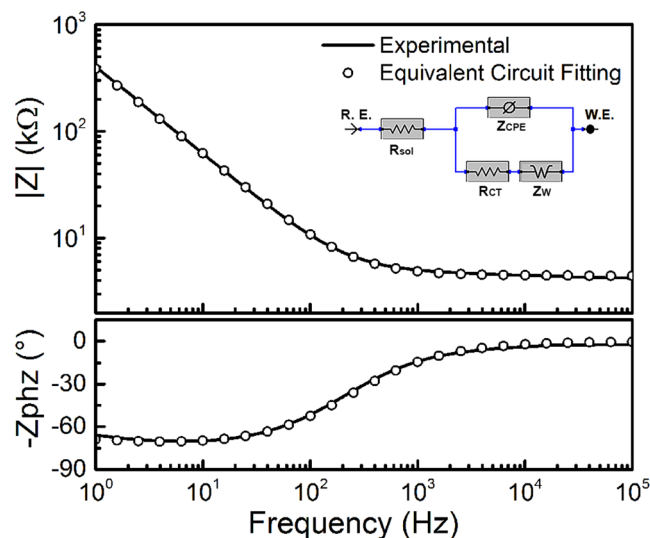 10³
10²
10¹
|Z| (kΩ)
Experimental
Equivalent Circuit Fitting
R. E.
W.E.
Rsol
ZCPE
RCT
ZW
0
-30
-60
-90
-Zphz (°)
10⁰ 10¹ 10² 10³ 10⁴ 10⁵
Frequency (Hz)